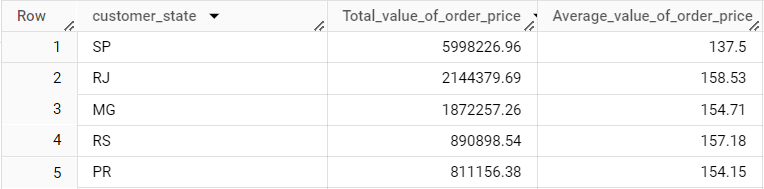 Row customer_state Total_value_of_order_price Average_value_of_order_price
1 SP 5998226.96 137.5
2 RJ 2144379.69 158.53
3 MG 1872257.26 154.71
4 RS 890898.54 157.18
5 PR 811156.38 154.15